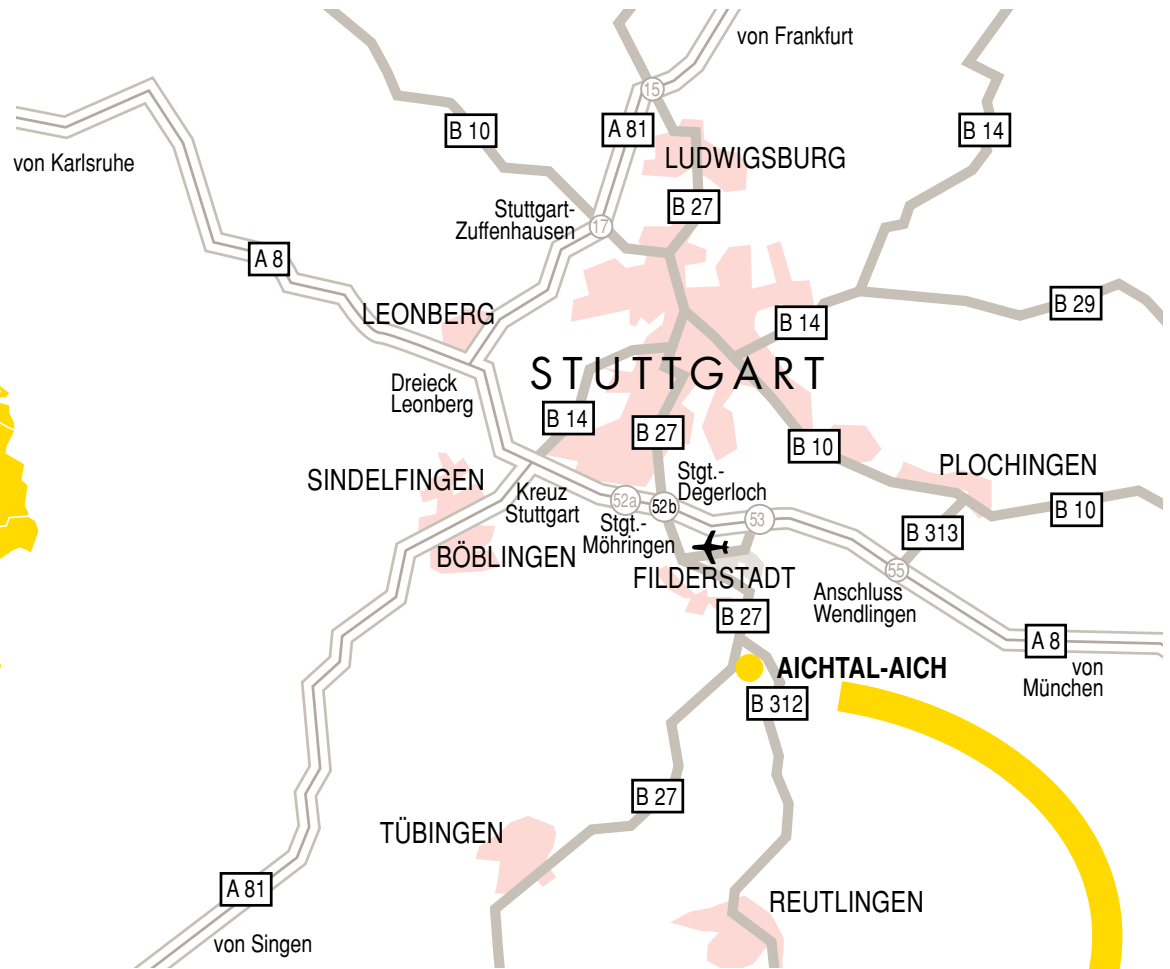 von Frankfurt
15
B 10
A 81
B 14
von Karlsruhe
LUDWIGSBURG
Stuttgart-
Zuffenhausen
B 27
17
A 8
LEONBERG
B 29
B 14
STUTTGART
Dreieck
Leonberg
B 14
B 27
B 10
SINDELFINGEN
Stgt.-
Degerloch
PLOCHINGEN
Kreuz
Stuttgart
52a
52b
53
B 10
Stgt.-
Möhringen
B 313
BÖBLINGEN
FILDERSTADT
55
Anschluss
Wendlingen
B 27
A 8
AICHTAL-AICH
von
München
B 312
B 27
TÜBINGEN
A 81
REUTLINGEN
von Singen